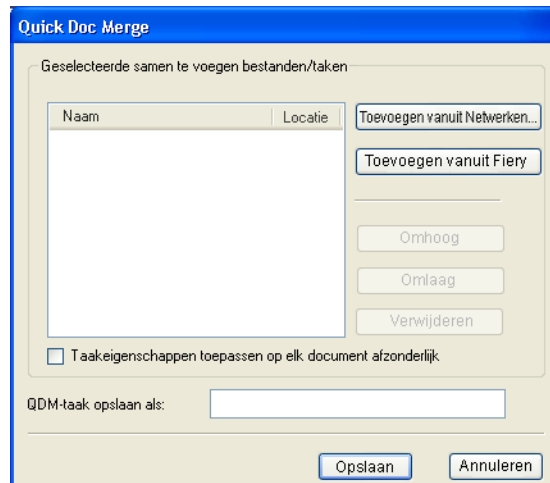 Quick Doc Merge
Geselecteerde samen te voegen bestanden/taken
Naam Locatie
Toevoegen vanuit Netwerken...
Toevoegen vanuit Fiery
Omhoog
Omlaag
Verwijderen
Taakeigenschappen toepassen op elk document afzonderlijk
QDM-taak opslaan als:
Opslaan Annuleren